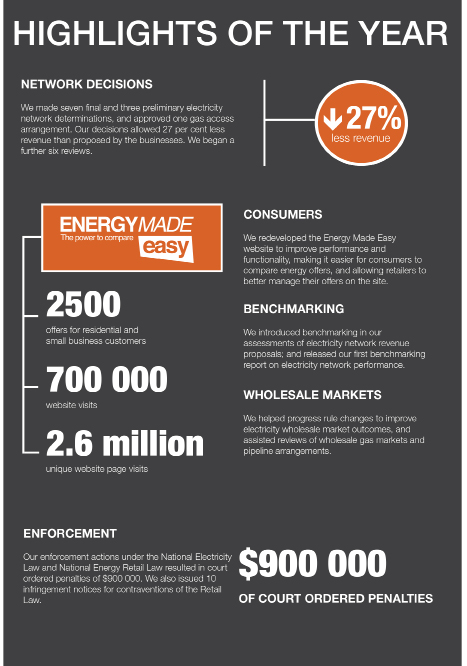 HIGHLIGHTS OF THE YEAR
NETWORK DECISIONS
We made seven final and three preliminary electricity
network determinations, and approved one gas access
arrangement. Our decisions allowed 27 per cent less
revenue than proposed by the businesses. We began a
further six reviews.
27%
less revenue
ENERGYMADE
The power to compare
easy
2500
offers for residential and
small business customers
700 000
website visits
2.6 million
unique website page visits
CONSUMERS
We redeveloped the Energy Made Easy
website to improve performance and
functionality, making it easier for consumers to
compare energy offers, and allowing retailers to
better manage their offers on the site.
BENCHMARKING
We introduced benchmarking in our
assessments of electricity network revenue
proposals; and released our first benchmarking
report on electricity network performance.
WHOLESALE MARKETS
We helped progress rule changes to improve
electricity wholesale market outcomes, and
assisted reviews of wholesale gas markets and
pipeline arrangements.
ENFORCEMENT
Our enforcement actions under the National Electricity
Law and National Energy Retail Law resulted in court
ordered penalties of $900 000. We also issued 10
infringement notices for contraventions of the Retail
Law.
$900 000
OF COURT ORDERED PENALTIES